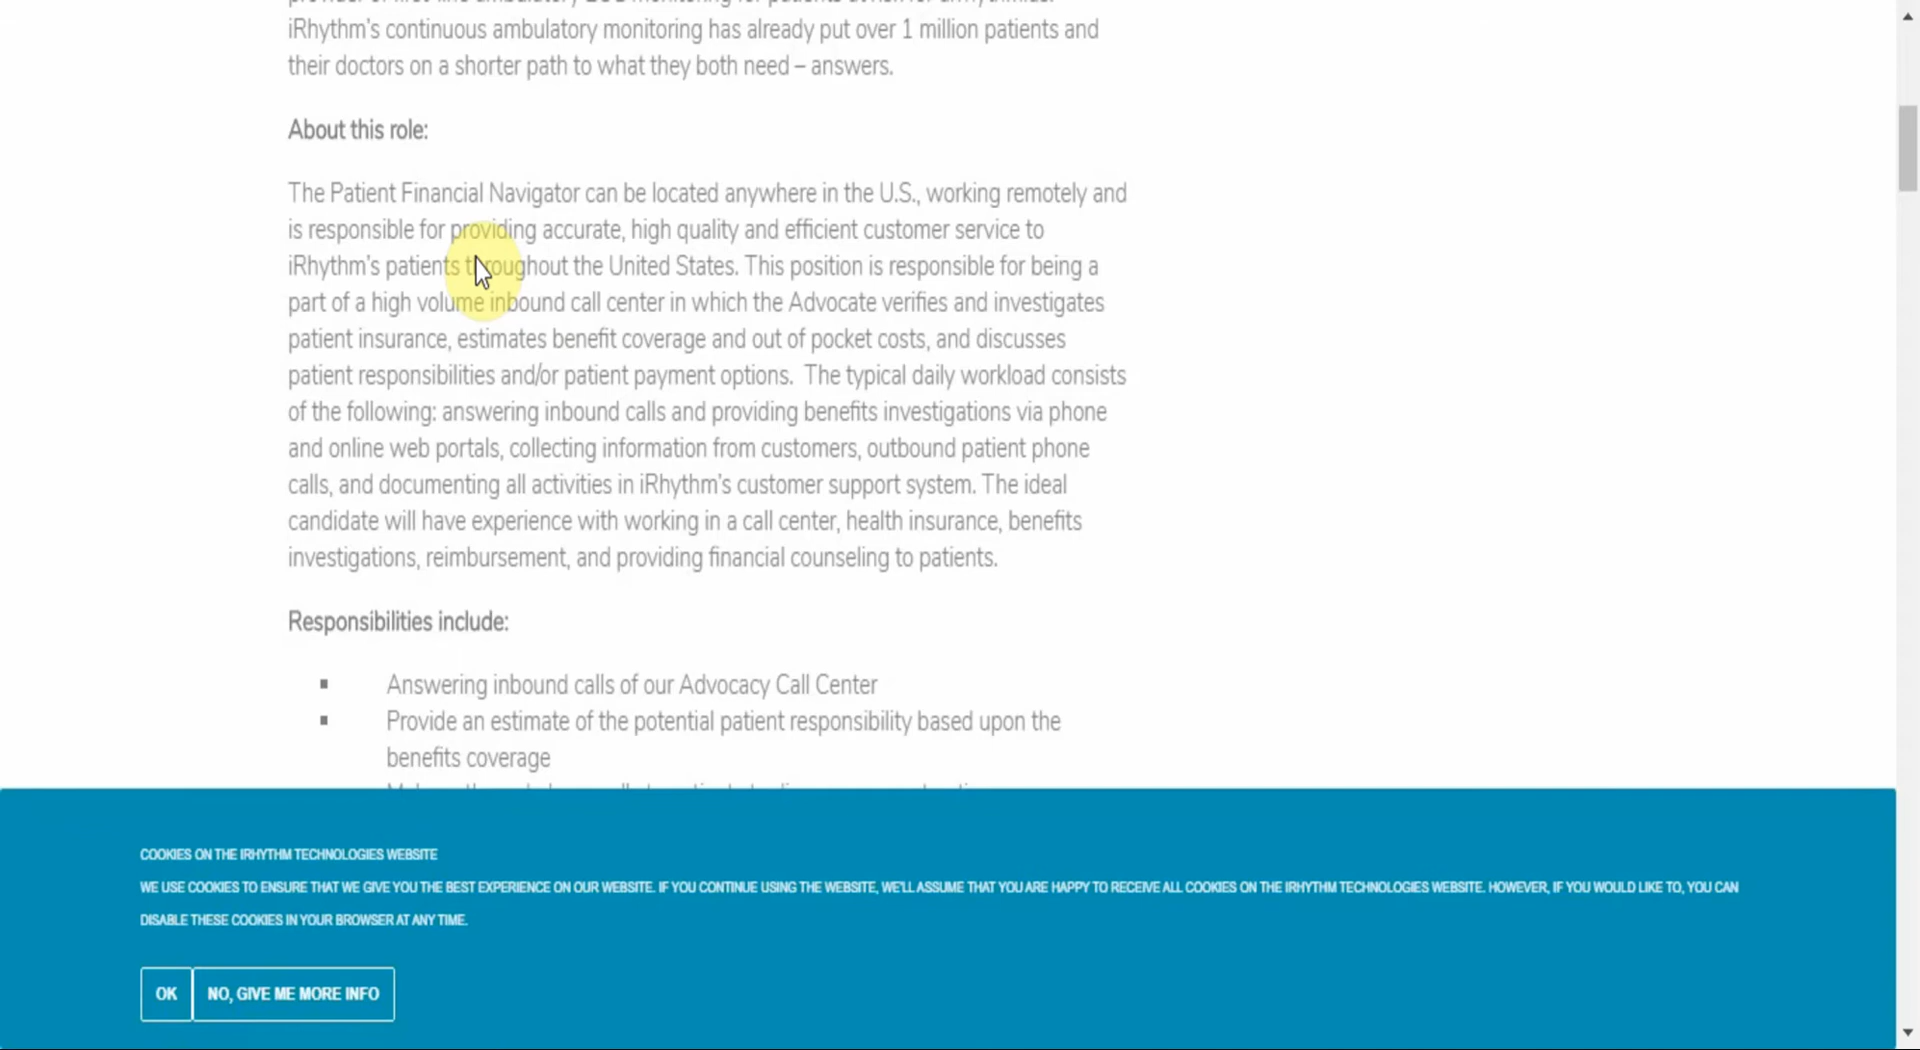 iRhythm's continuous ambulatory monitoring has already put over 1 million patients and
their doctors on a shorter path to what they both need – answers.
About this role:
The Patient Financial Navigator can be located anywhere in the U.S., working remotely and
is responsible for providing accurate, high quality and efficient customer service to
iRhythm's patients throughout the United States. This position is responsible for being a
part of a high volume inbound call center in which the Advocate verifies and investigates
patient insurance, estimates benefit coverage and out of pocket costs, and discusses
patient responsibilities and/or patient payment options.  The typical daily workload consists
of the following: answering inbound calls and providing benefits investigations via phone
and online web portals, collecting information from customers, outbound patient phone
calls, and documenting all activities in iRhythm's customer support system. The ideal
candidate will have experience with working in a call center, health insurance, benefits
investigations, reimbursement, and providing financial counseling to patients.
Responsibilities include:
▪ Answering inbound calls of our Advocacy Call Center
▪ Provide an estimate of the potential patient responsibility based upon the
benefits coverage
COOKIES ON THE IRHYTHM TECHNOLOGIES WEBSITE
WE USE COOKIES TO ENSURE THAT WE GIVE YOU THE BEST EXPERIENCE ON OUR WEBSITE. IF YOU CONTINUE USING THE WEBSITE, WE'LL ASSUME THAT YOU ARE HAPPY TO RECEIVE ALL COOKIES ON THE IRHYTHM TECHNOLOGIES WEBSITE. HOWEVER, IF YOU WOULD LIKE TO, YOU CAN
DISABLE THESE COOKIES IN YOUR BROWSER AT ANY TIME.
OK NO, GIVE ME MORE INFO